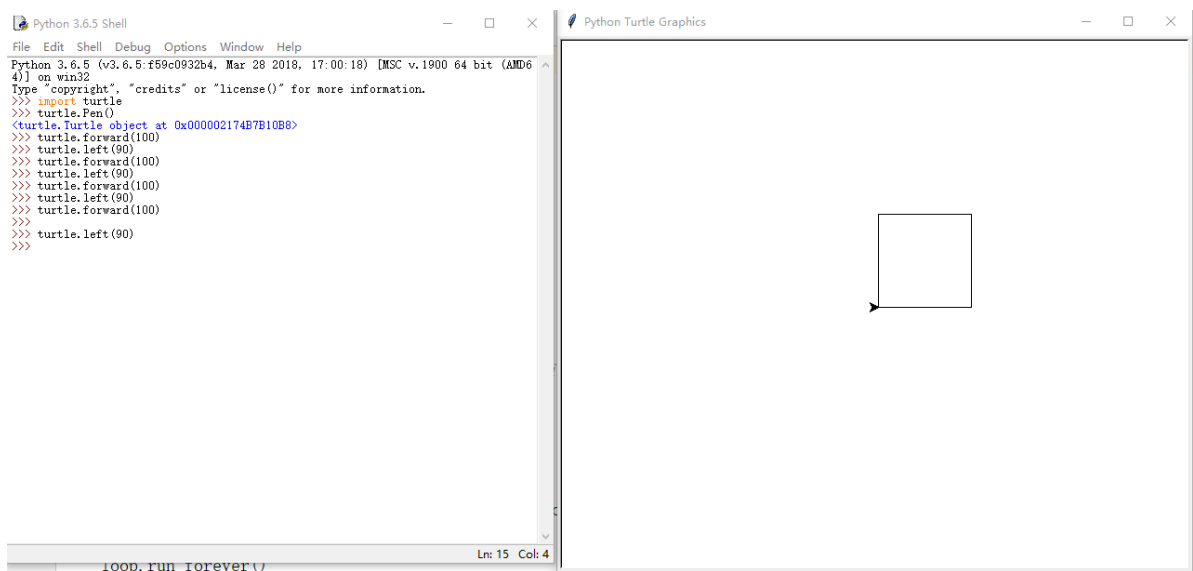 Python 3.6.5 Shell
File Edit Shell Debug Options Window Help
Python 3.6.5 (v3.6.5:f59c0932b4, Mar 28 2018, 17:00:18) [MSC v.1900 64 bit (AMD6
4)] on win32
Type "copyright", "credits" or "license()" for more information.
>>> import turtle
>>> turtle.Pen()
<turtle.Turtle object at 0x000002174B7B10B8>
>>> turtle.forward(100)
>>> turtle.left(90)
>>> turtle.forward(100)
>>> turtle.left(90)
>>> turtle.forward(100)
>>> turtle.left(90)
>>> turtle.forward(100)
>>>
>>> turtle.left(90)
>>>
Ln: 15 Col: 4
loop.run_forever()
Python Turtle Graphics